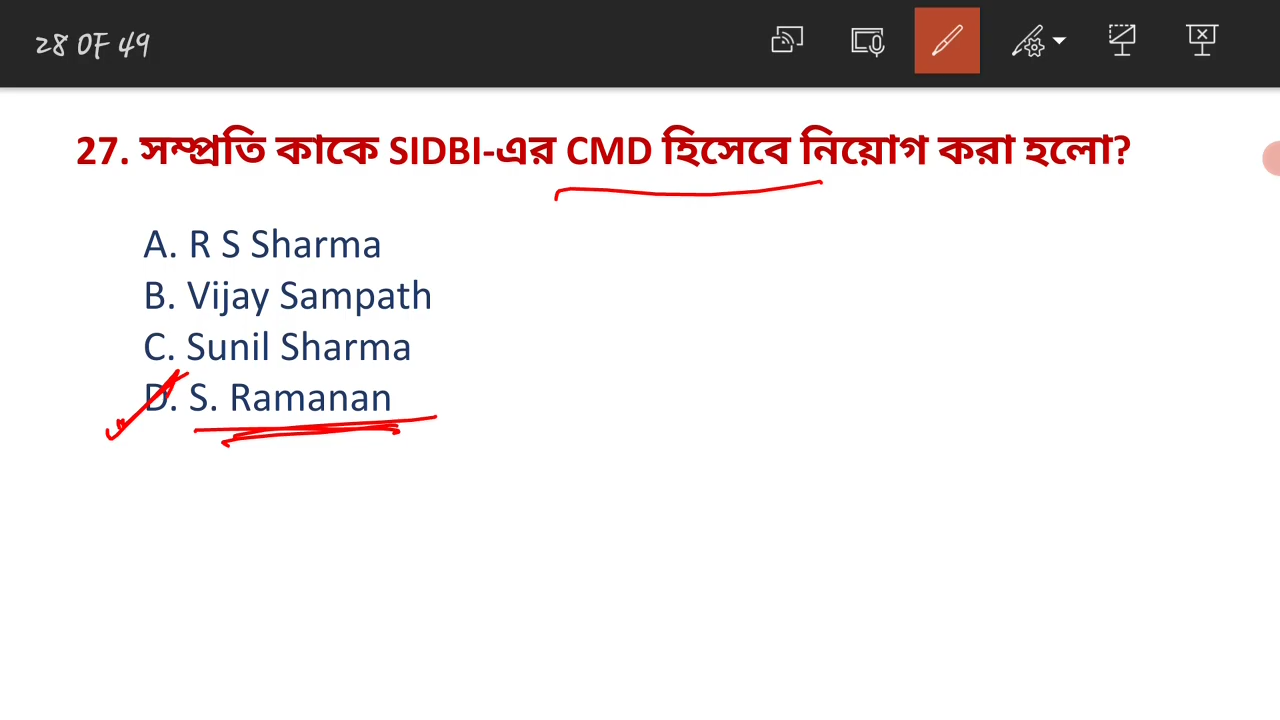 28 OF 49
27. সম্প্রতি কাকে SIDBI-এর CMD হিসেবে নিয়োগ করা হলো?
A. R S Sharma
B. Vijay Sampath
C. Sunil Sharma
D. S. Ramanan